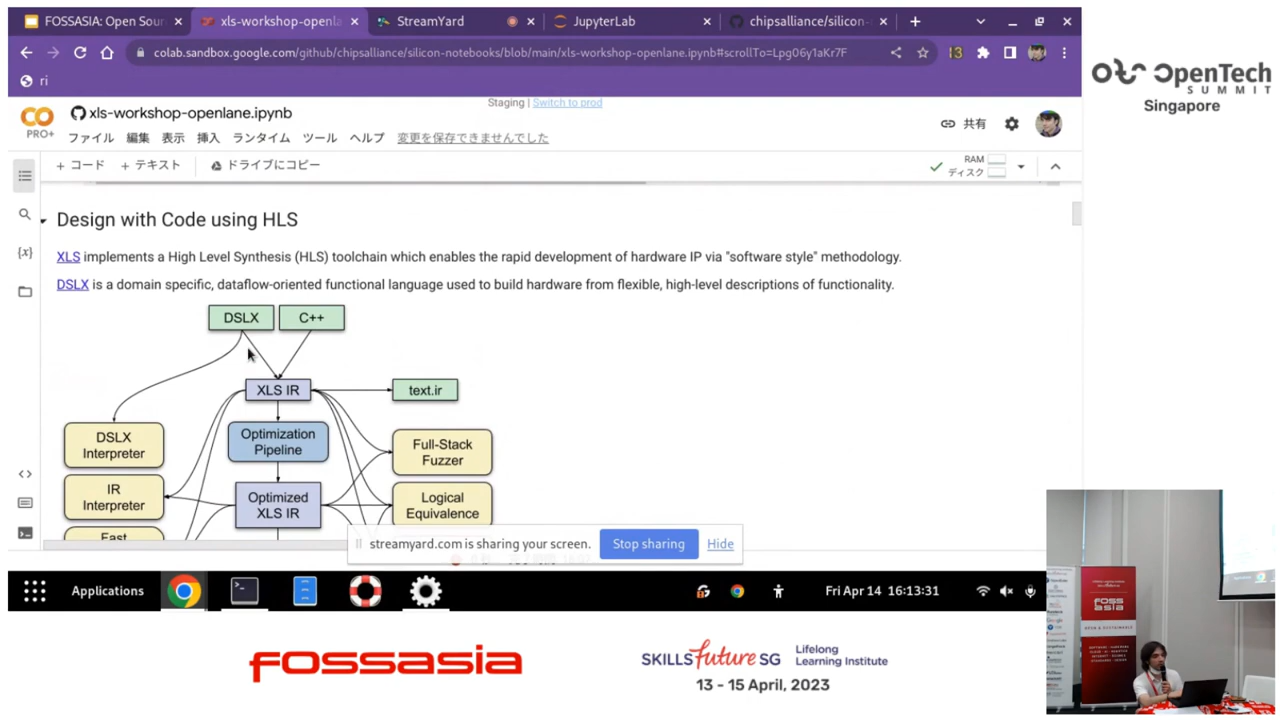 FOSSASIA: Open Sour
xls-workshop-openla
StreamYard
JupyterLab
chipsalliance/silicon-
colab.sandbox.google.com/github/chipsalliance/silicon-notebooks/blob/main/xls-workshop-openlane.ipynb#scrollTo=Lpg06y1aKr7F
ri
Staging | Switch to prod
CO
PRO+
xls-workshop-openlane.ipynb
共有
ファイル 編集 表示 挿入 ランタイム ツール ヘルプ 変更を保存できませんでした
+ コード + テキスト ドライブにコピー
RAM
ディスク
Design with Code using HLS
XLS implements a High Level Synthesis (HLS) toolchain which enables the rapid development of hardware IP via "software style" methodology.
DSLX is a domain specific, dataflow-oriented functional language used to build hardware from flexible, high-level descriptions of functionality.
DSLX
C++
XLS IR
text.ir
DSLX
Interpreter
Optimization
Pipeline
Full-Stack
Fuzzer
IR
Interpreter
Optimized
XLS IR
Logical
Equivalence
Fast
streamyard.com is sharing your screen.
Stop sharing
Hide
Applications
Fri Apr 14 16:13:31
OpenTech
SUMMIT
Singapore
FOSS
ASIA
fossasia
SKILLS future SG
Lifelong
Learning Institute
13 - 15 April, 2023